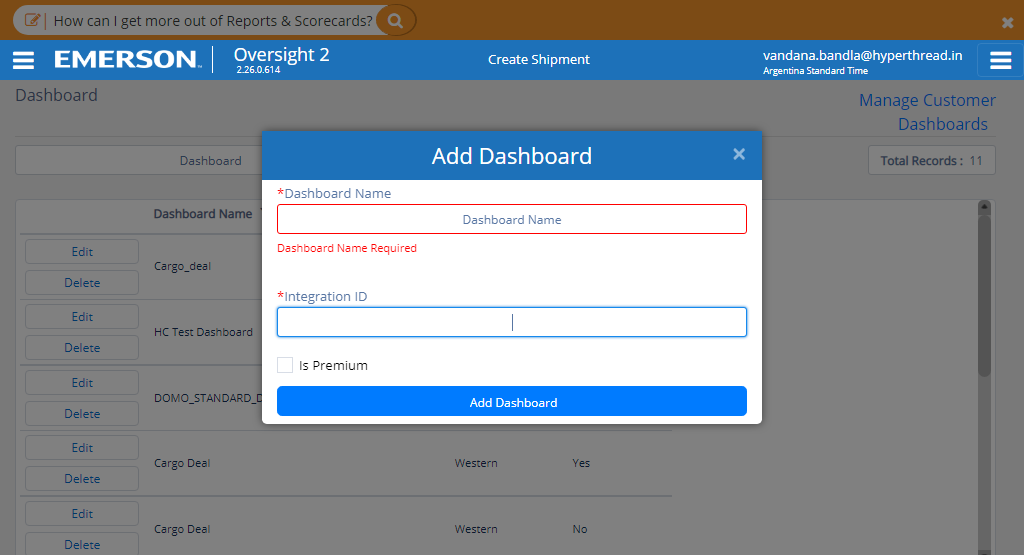 How can I get more out of Reports & Scorecards?
EMERSON Oversight 2
2.26.0.614
Create Shipment
vandana.bandla@hyperthread.in
Argentina Standard Time
Dashboard
Manage Customer
Dashboards
Dashboard
Total Records : 11
Add Dashboard
*Dashboard Name
Dashboard Name
Dashboard Name Required
*Integration ID
Is Premium
Add Dashboard
Dashboard Name
Edit
Delete
Cargo_deal
Edit
Delete
HC Test Dashboard
Edit
Delete
DOMO_STANDARD_D
Edit
Delete
Cargo Deal Western Yes
Edit
Delete
Cargo Deal Western No